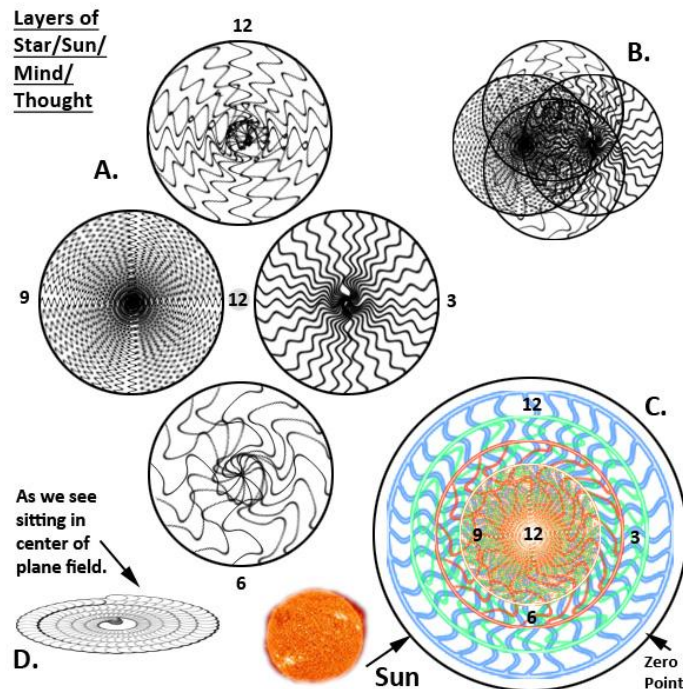 Layers of
Star/Sun/
Mind/
Thought
12
B.
A.
9
12
3
C.
12
9
12
3
6
As we see
sitting in
center of
plane field.
6
D.
Sun
Zero
Point